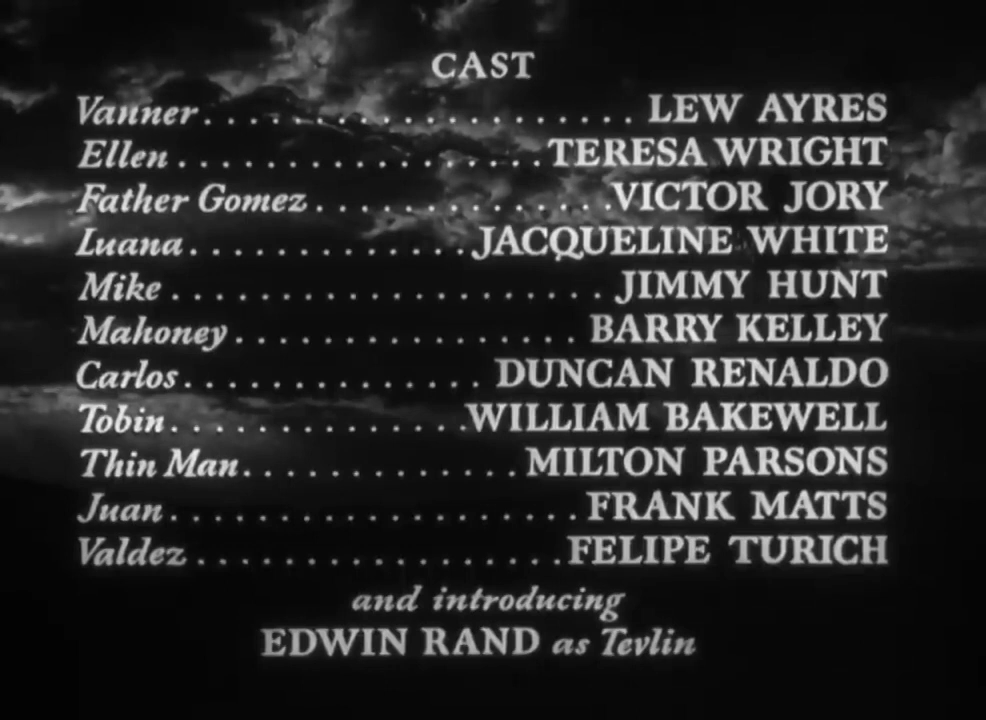 CAST
Vanner. . . . . . . . . . . . . . . . . . . . LEW AYRES
Ellen . . . . . . . . . . . . . . . . . TERESA WRIGHT
Father Gomez . . . . . . . . . . . . . . VICTOR JORY
Luana . . . . . . . . . . . . . JACQUELINE WHITE
Mike . . . . . . . . . . . . . . . . . . . . JIMMY HUNT
Mahoney . . . . . . . . . . . . . . . . BARRY KELLEY
Carlos. . . . . . . . . . . . . . DUNCAN RENALDO
Tobin. . . . . . . . . . . . . . WILLIAM BAKEWELL
Thin Man. . . . . . . . . . . . . MILTON PARSONS
Juan . . . . . . . . . . . . . . . . . . . FRANK MATTS
Valdez . . . . . . . . . . . . . . . . . FELIPE TURICH
and introducing
EDWIN RAND as Tevlin